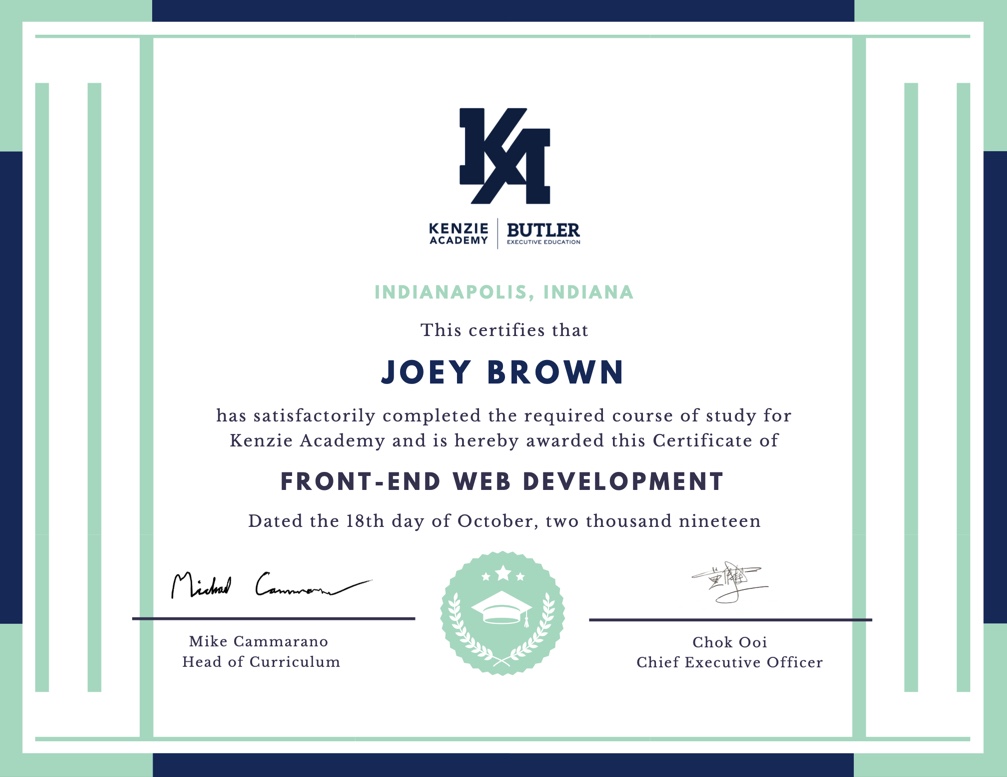 KA
KENZIE ACADEMY
BUTLER EXECUTIVE EDUCATION
INDIANAPOLIS, INDIANA
This certifies that
JOEY BROWN
has satisfactorily completed the required course of study for
Kenzie Academy and is hereby awarded this Certificate of
FRONT-END WEB DEVELOPMENT
Dated the 18th day of October, two thousand nineteen
Michael Cammarano
Mike Cammarano
Head of Curriculum
Chok Ooi
Chief Executive Officer